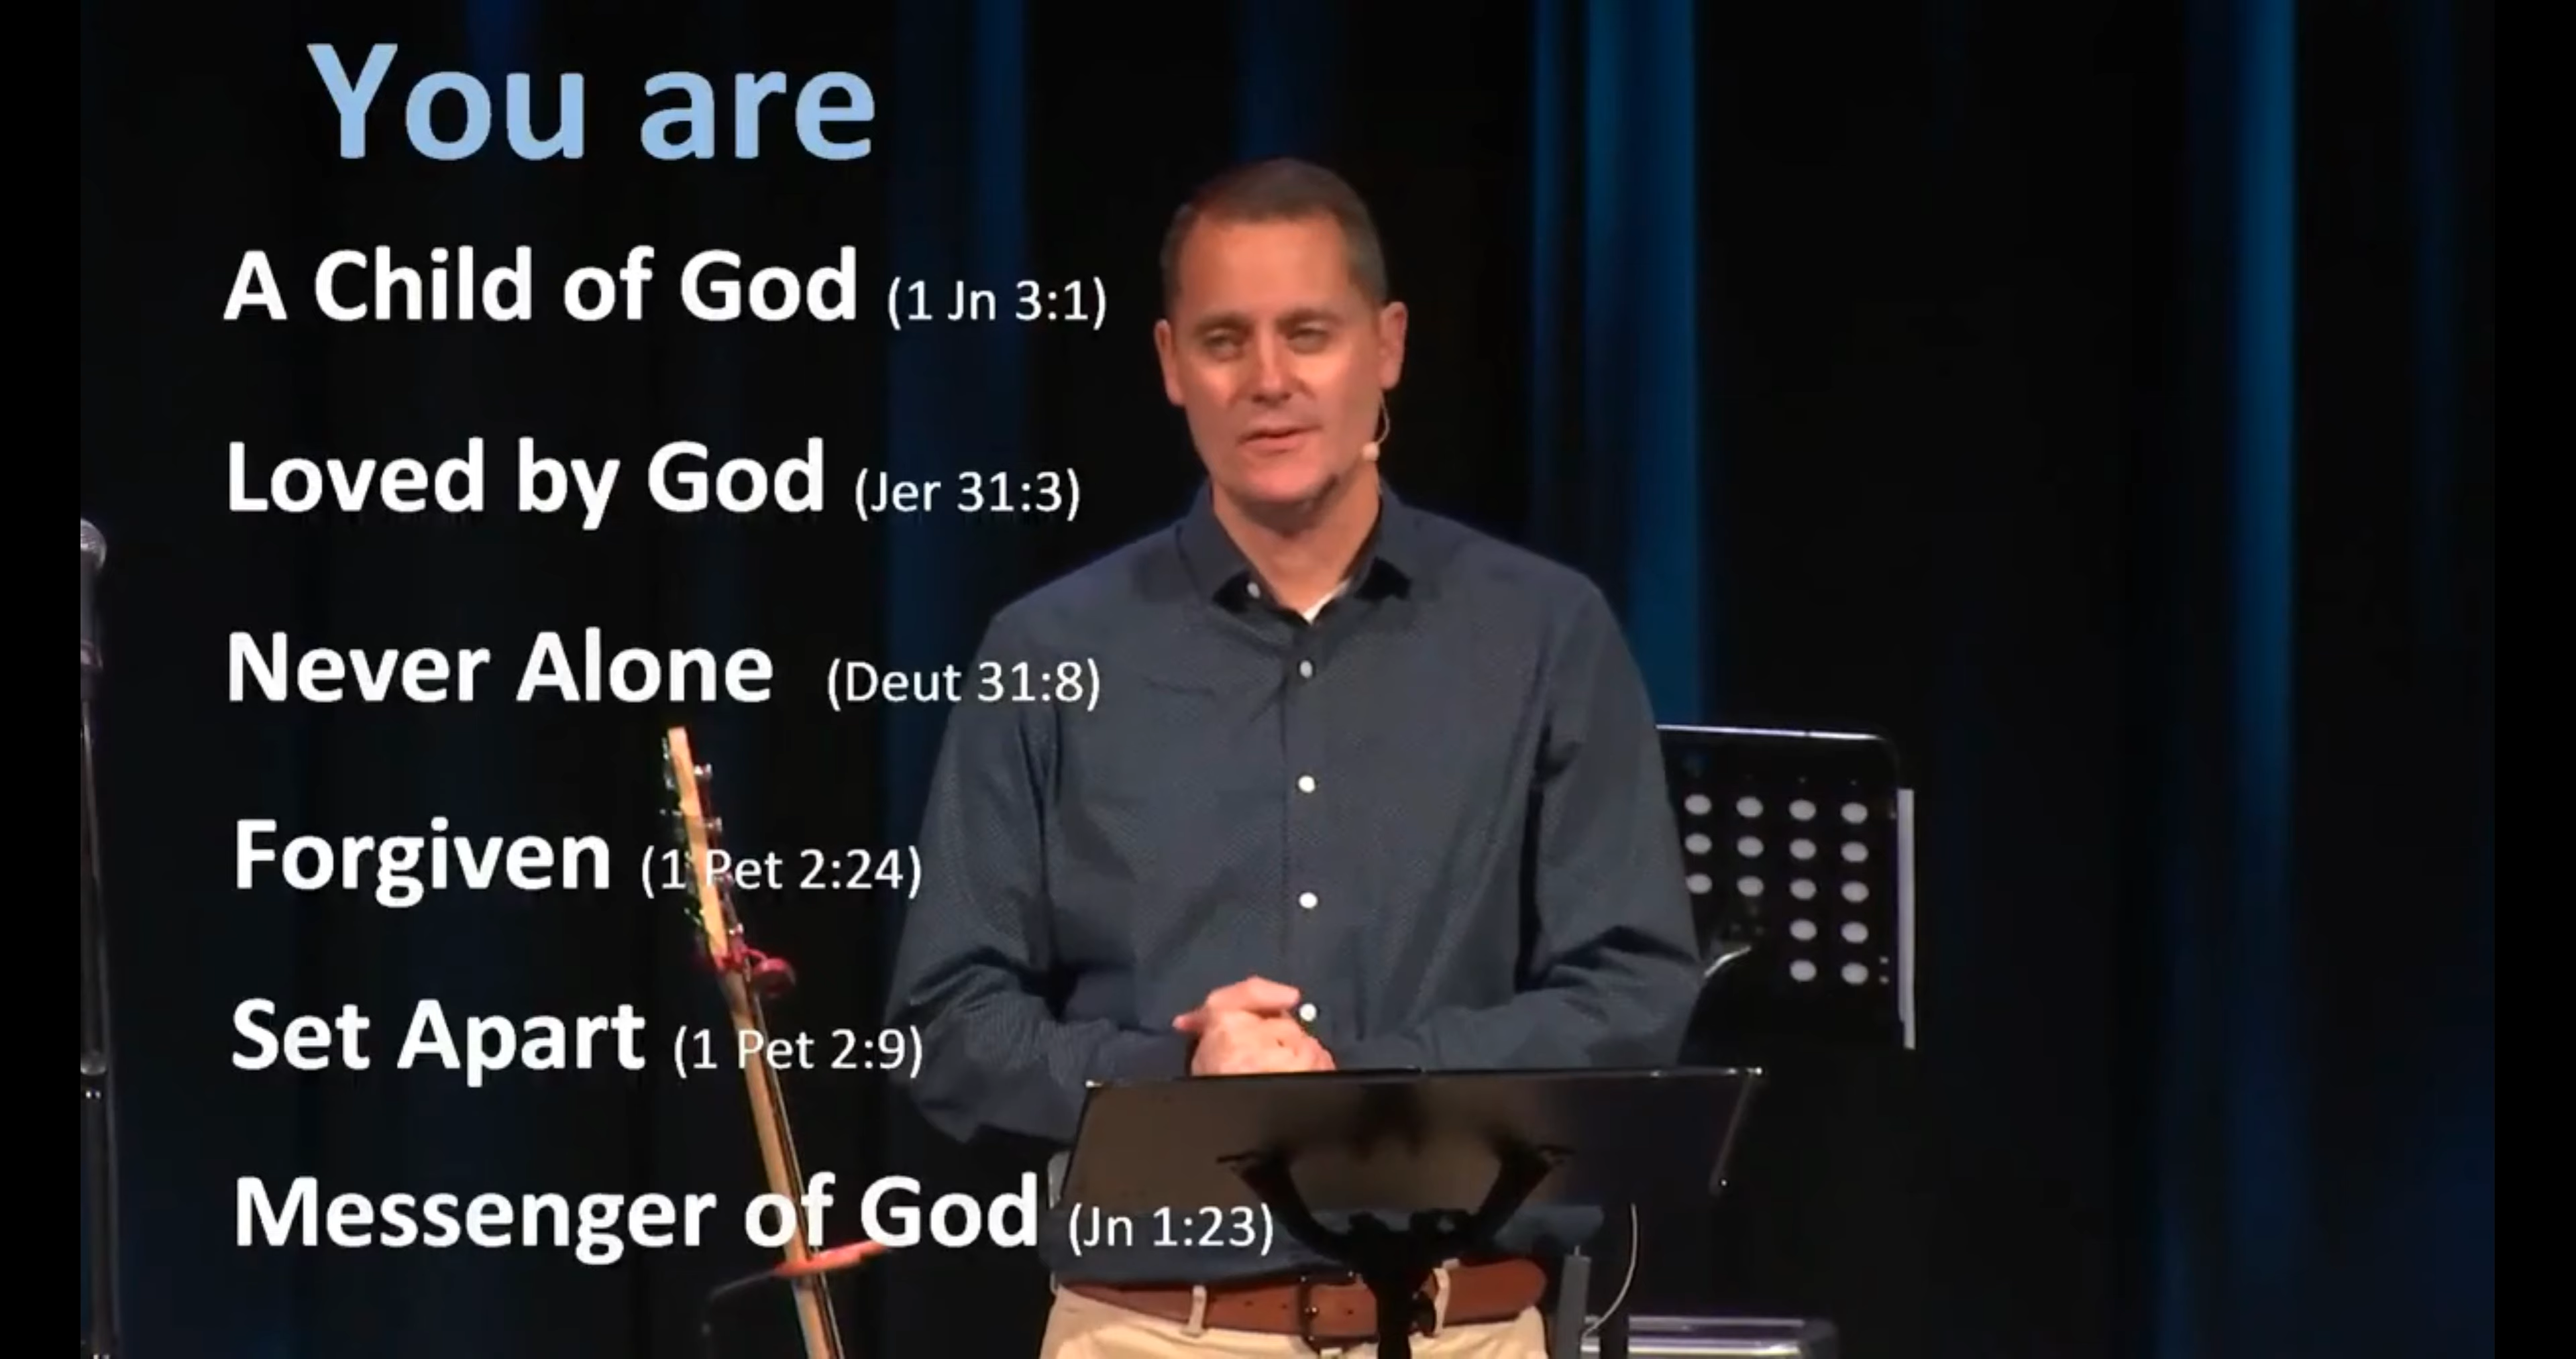 You are
A Child of God (1 Jn 3:1)
Loved by God (Jer 31:3)
Never Alone (Deut 31:8)
Forgiven (1 Pet 2:24)
Set Apart (1 Pet 2:9)
Messenger of God (Jn 1:23)